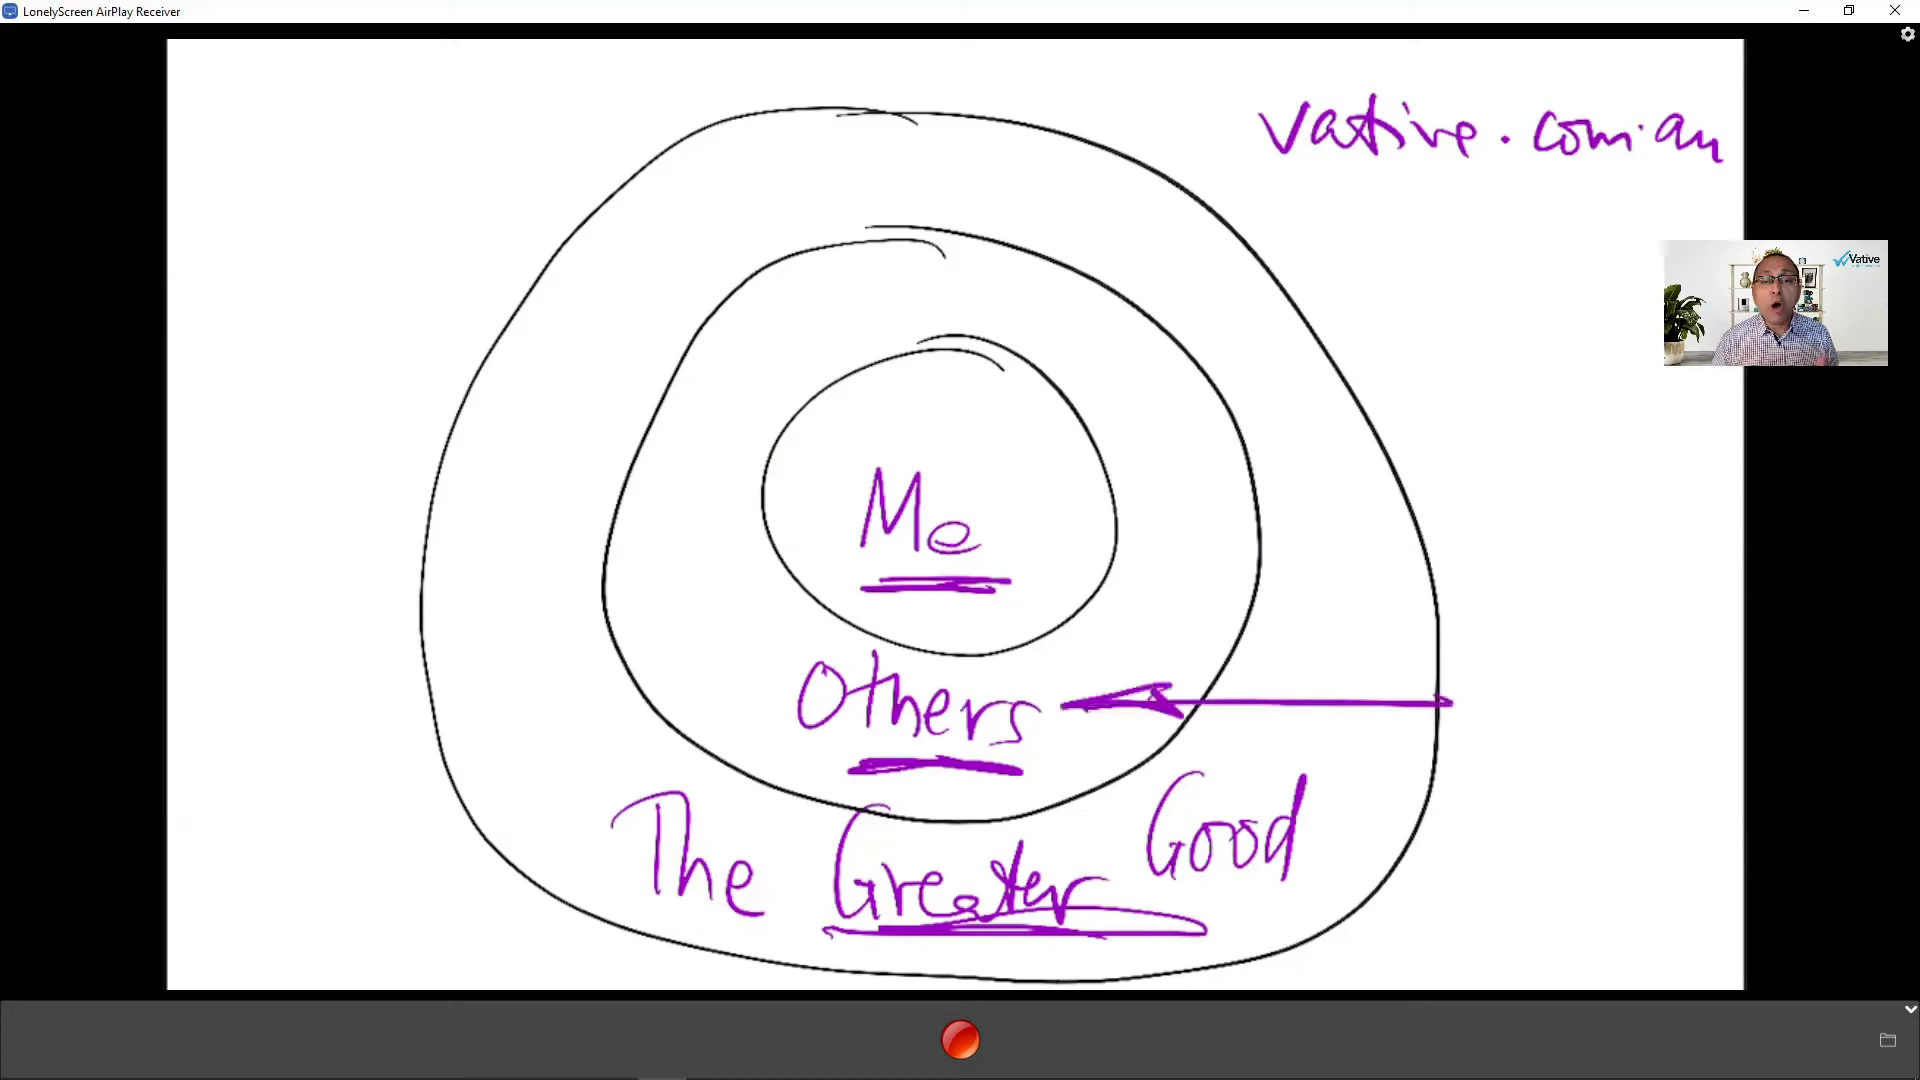 LonelyScreen AirPlay Receiver
vative.com.au
Vative
Me
Others
The Greater Good